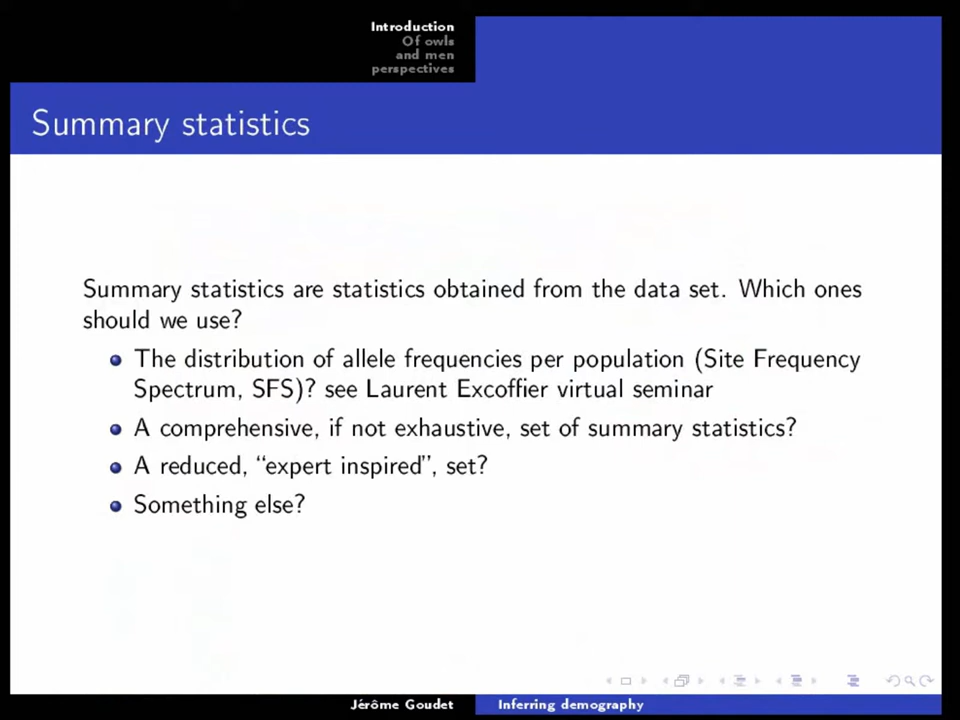 Introduction
Of owls
and men
perspectives
Summary statistics
Summary statistics are statistics obtained from the data set. Which ones
should we use?
The distribution of allele frequencies per population (Site Frequency
Spectrum, SFS)? see Laurent Excoffier virtual seminar
A comprehensive, if not exhaustive, set of summary statistics?
A reduced, “expert inspired”, set?
Something else?
Jérôme Goudet
Inferring demography